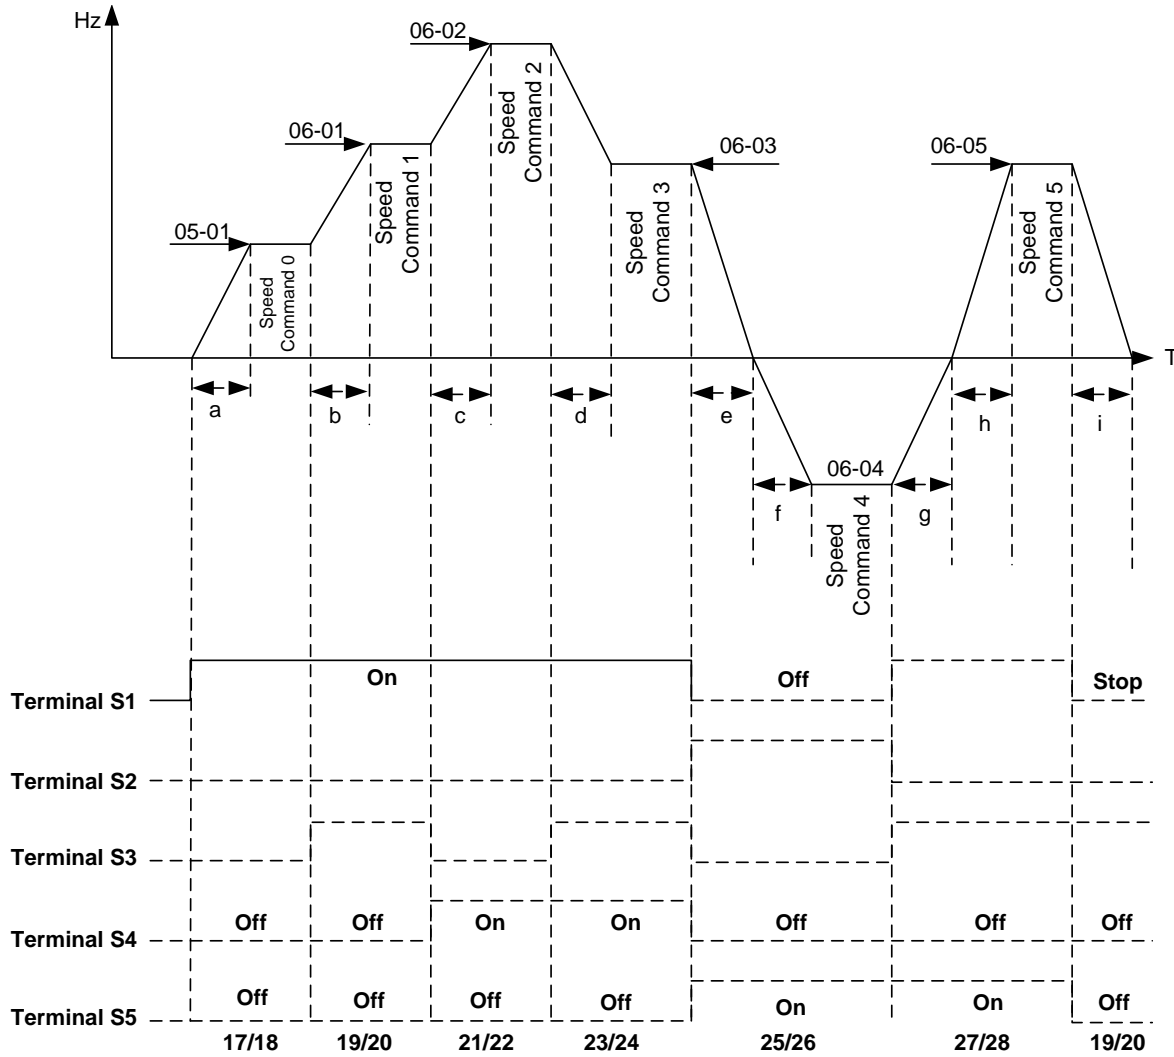 Hz
06-02
06-01
05-01
06-03
06-05
Speed
Command 0
Speed
Command 1
Speed
Command 2
Speed
Command 3
Speed
Command 5
T
a
b
c
d
e
h
i
06-04
f
g
Speed
Command 4
Terminal S1
On
Off
Stop
Terminal S2
Terminal S3
Terminal S4
Off
Off
On
On
Off
Off
Off
Terminal S5
Off
Off
Off
Off
On
On
Off
17/18
19/20
21/22
23/24
25/26
27/28
19/20